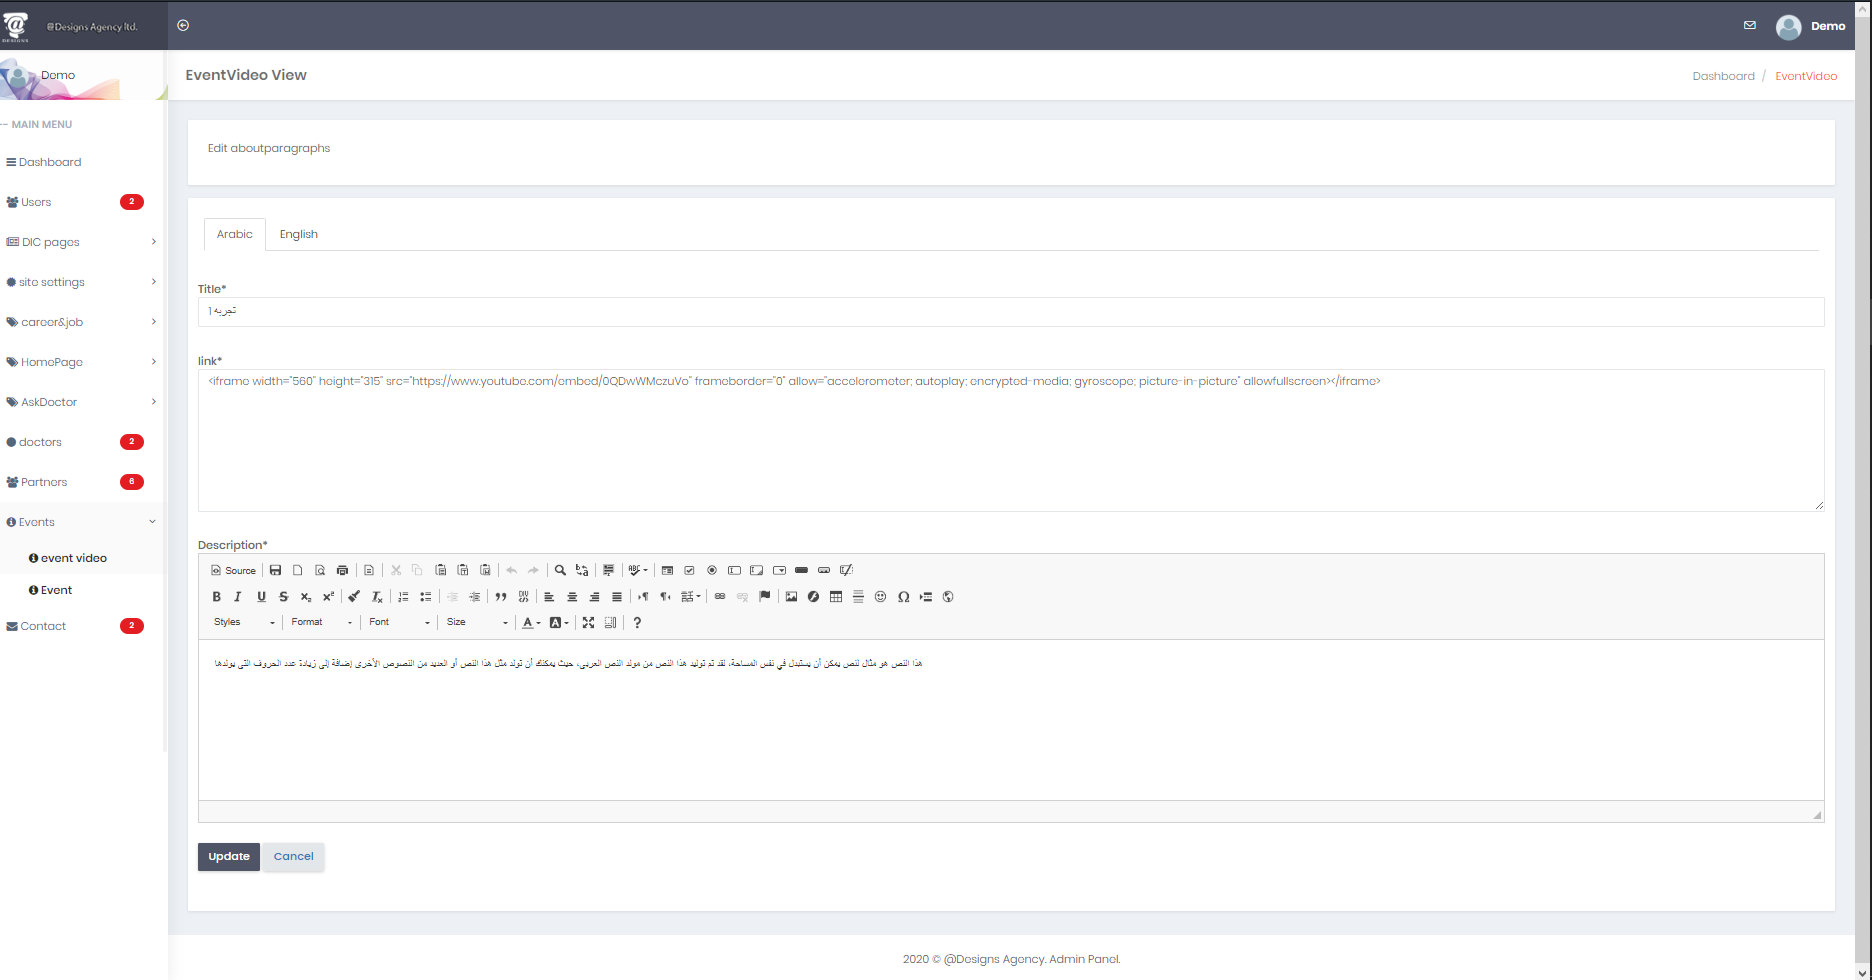 @Designs Agency ltd.
Demo
Demo
EventVideo View
Dashboard / EventVideo
-- MAIN MENU
Dashboard
Users 2
DIC pages
site settings
career&job
HomePage
AskDoctor
doctors 2
Partners 6
Events
event video
Event
Contact 2
Edit aboutparagraphs
Arabic English
Title*
تجربه 1
link*
<iframe width="560" height="315" src="https://www.youtube.com/embed/0QDwWMczuVo" frameborder="0" allow="accelerometer; autoplay; encrypted-media; gyroscope; picture-in-picture" allowfullscreen></iframe>
Description*
Source
Styles Format Font Size
هذا النص هو مثال لنص يمكن أن يستبدل في نفس المساحة، لقد تم توليد هذا النص من مولد النص العربى، حيث يمكنك أن تولد مثل هذا النص أو العديد من النصوص الأخرى إضافة إلى زيادة عدد الحروف التى يولدها
Update Cancel
2020 © @Designs Agency. Admin Panel.